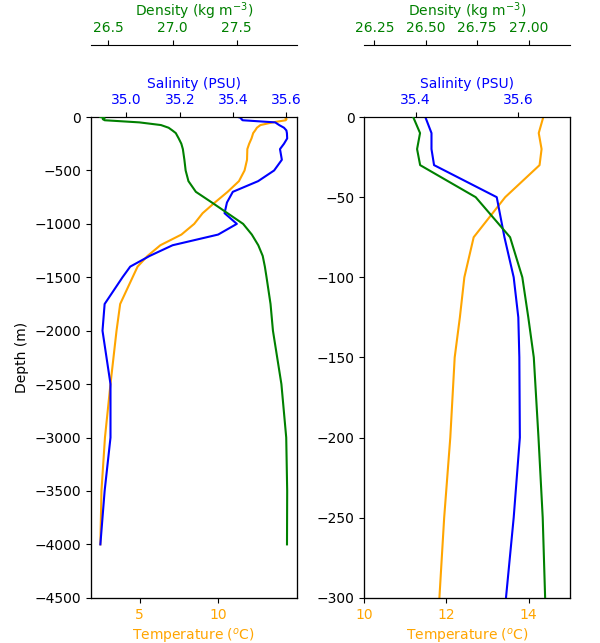 Density (kg m⁻³)
26.5 27.0 27.5
Salinity (PSU)
35.0 35.2 35.4 35.6
0
−500
−1000
−1500
−2000
−2500
−3000
−3500
−4000
−4500
Depth (m)
5 10
Temperature (°C)
Density (kg m⁻³)
26.25 26.50 26.75 27.00
Salinity (PSU)
35.4 35.6
0
−50
−100
−150
−200
−250
−300
10 12 14
Temperature (°C)